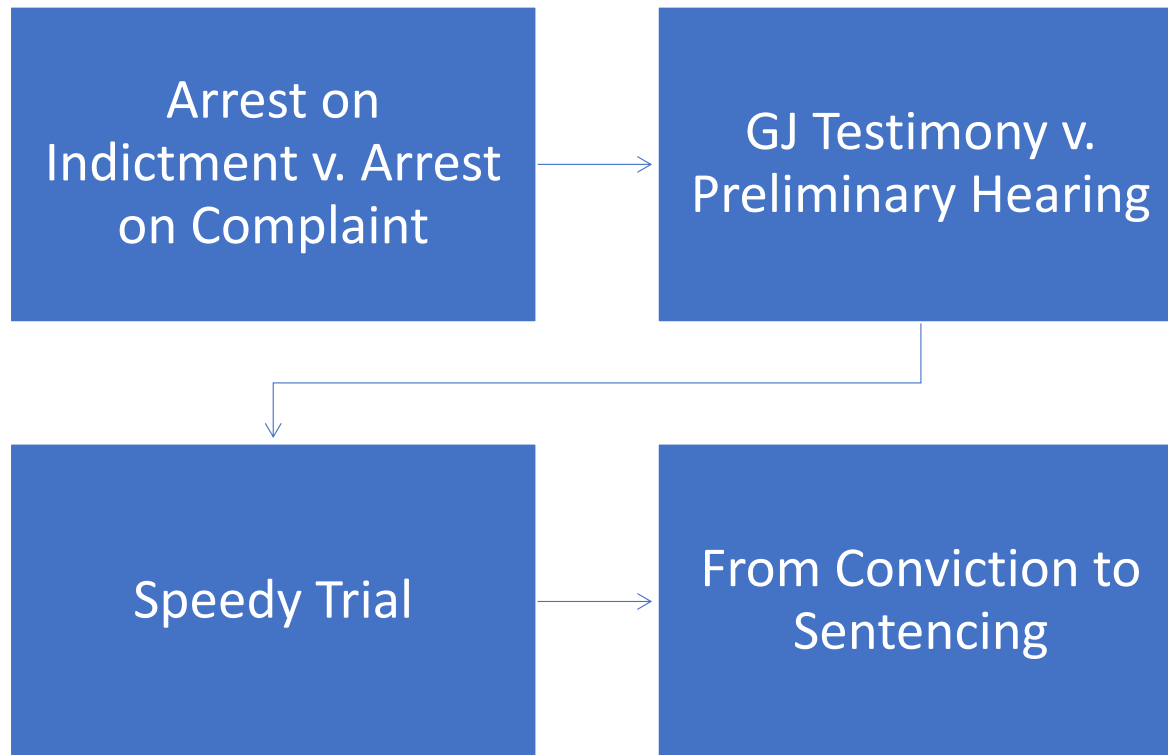 Arrest on
Indictment v. Arrest
on Complaint
GJ Testimony v.
Preliminary Hearing
Speedy Trial
From Conviction to
Sentencing